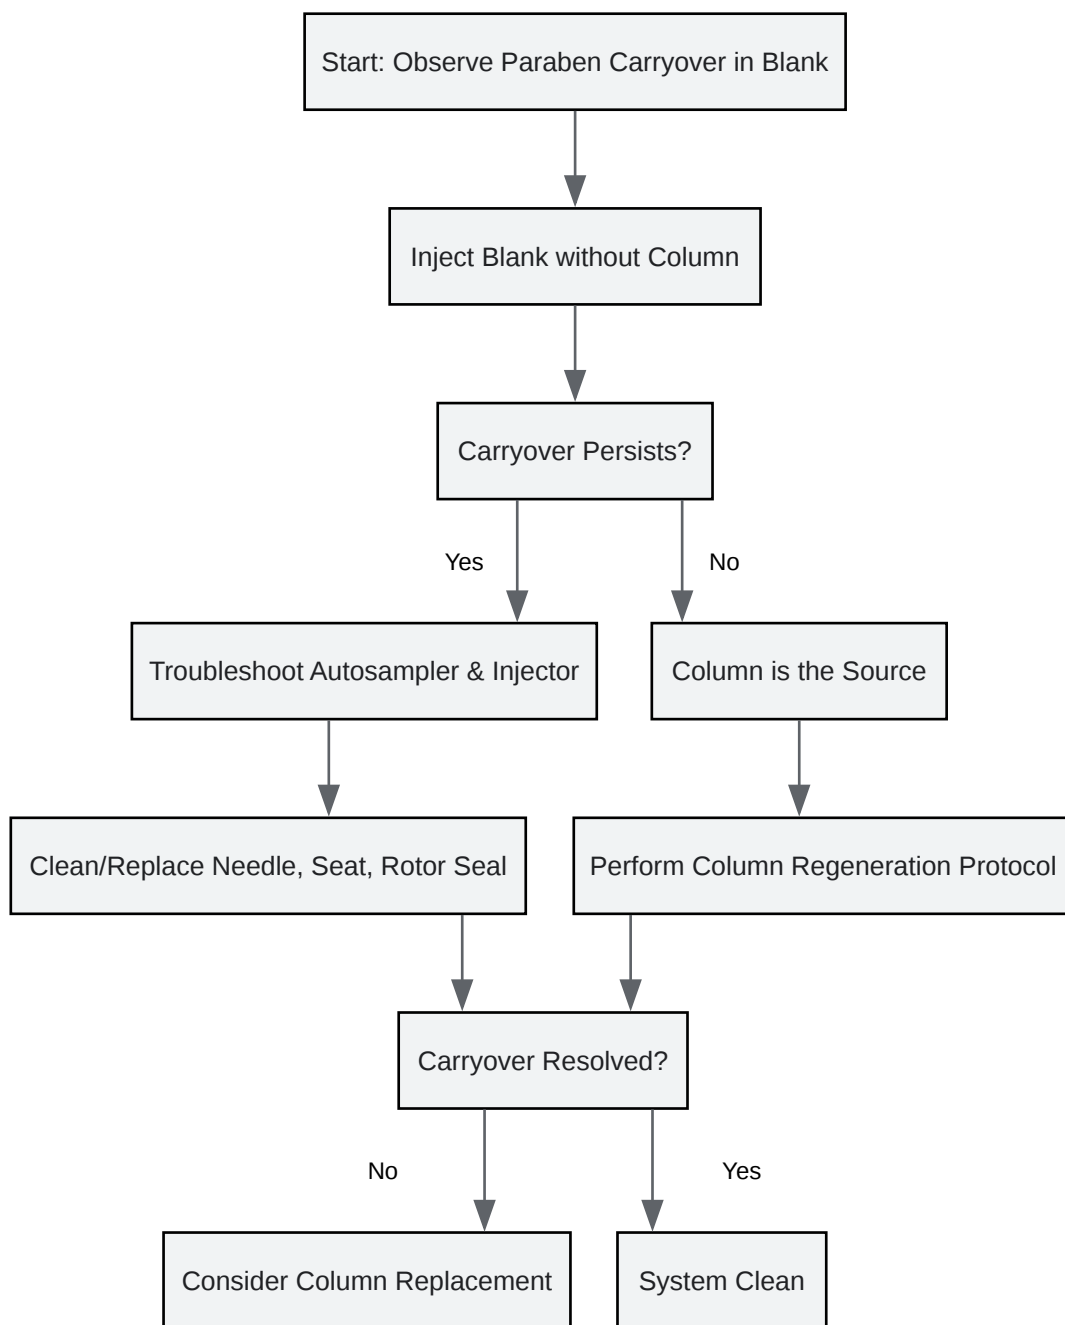 Start: Observe Paraben Carryover in Blank
Inject Blank without Column
Carryover Persists?
Yes
No
Troubleshoot Autosampler & Injector
Column is the Source
Clean/Replace Needle, Seat, Rotor Seal
Perform Column Regeneration Protocol
Carryover Resolved?
No
Yes
Consider Column Replacement
System Clean